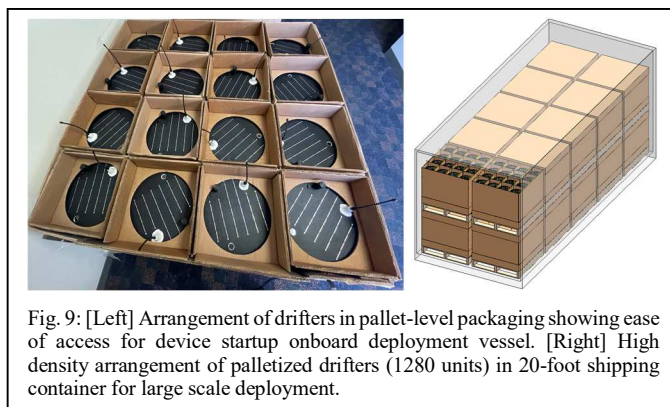 Fig. 9: [Left] Arrangement of drifters in pallet-level packaging showing ease
of access for device startup onboard deployment vessel. [Right] High
density arrangement of palletized drifters (1280 units) in 20-foot shipping
container for large scale deployment.